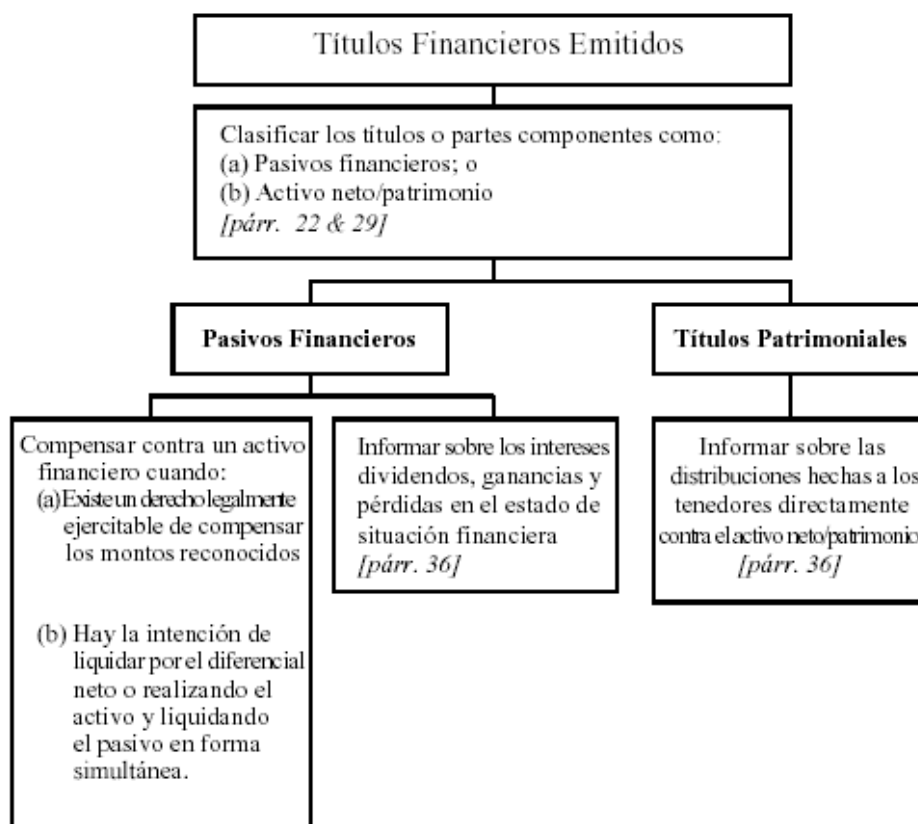 Títulos Financieros Emitidos
Clasificar los títulos o partes componentes como:
(a) Pasivos financieros; o
(b) Activo neto/patrimonio
[párr. 22 & 29]
Pasivos Financieros
Títulos Patrimoniales
Compensar contra un activo
financiero cuando:
(a) Existe un derecho legalmente
ejercitable de compensar
los montos reconocidos
(b) Hay la intención de
liquidar por el diferencial
neto o realizando el
activo y liquidando
el pasivo en forma
simultánea.
Informar sobre los intereses
dividendos, ganancias y
pérdidas en el estado de
situación financiera
[párr. 36]
Informar sobre las
distribuciones hechas a los
tenedores directamente
contra el activo neto/patrimonio
[párr. 36]